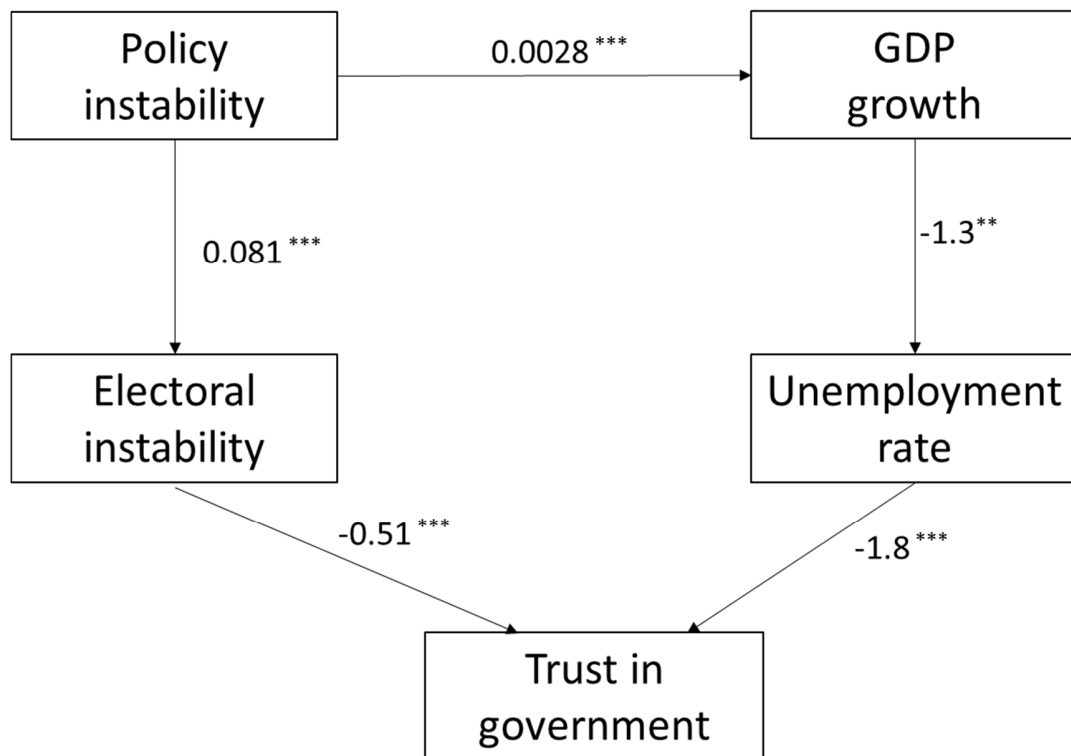 Policy
instability
0.0028 ***
GDP
growth
0.081 ***
-1.3**
Electoral
instability
Unemployment
rate
-0.51 ***
-1.8 ***
Trust in
government